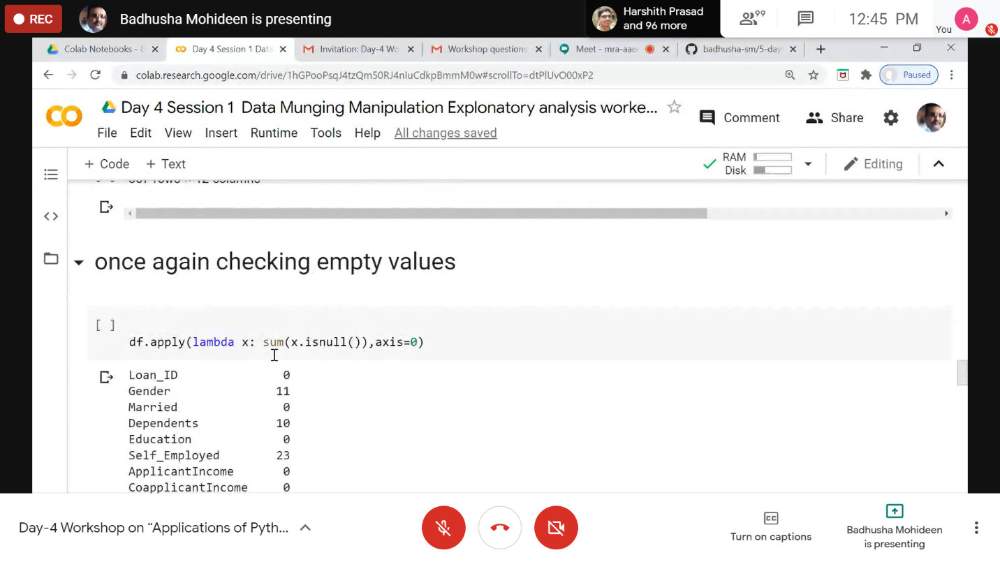 REC
Badhusha Mohideen is presenting
Harshith Prasad
and 96 more
99
12:45 PM
You
A
Colab Notebooks - G
Day 4 Session 1 Data
Invitation: Day-4 Wo
Workshop questions
Meet - mra-aae
badhusha-sm/5-day
colab.research.google.com/drive/1hGPooPsqJ4tzQm50RJ4nIuCdkpBmmM0w#scrollTo=dtPlUvO00xP2
Paused
CO
Day 4 Session 1 Data Munging Manipulation Explonatory analysis worke...
Comment
Share
File Edit View Insert Runtime Tools Help All changes saved
+ Code + Text
RAM
Disk
Editing
columns
once again checking empty values
[ ]
df.apply(lambda x: sum(x.isnull()),axis=0)
Loan_ID 0
Gender 11
Married 0
Dependents 10
Education 0
Self_Employed 23
ApplicantIncome 0
CoapplicantIncome 0
Day-4 Workshop on “Applications of Pyth...
Turn on captions
Badhusha Mohideen
is presenting